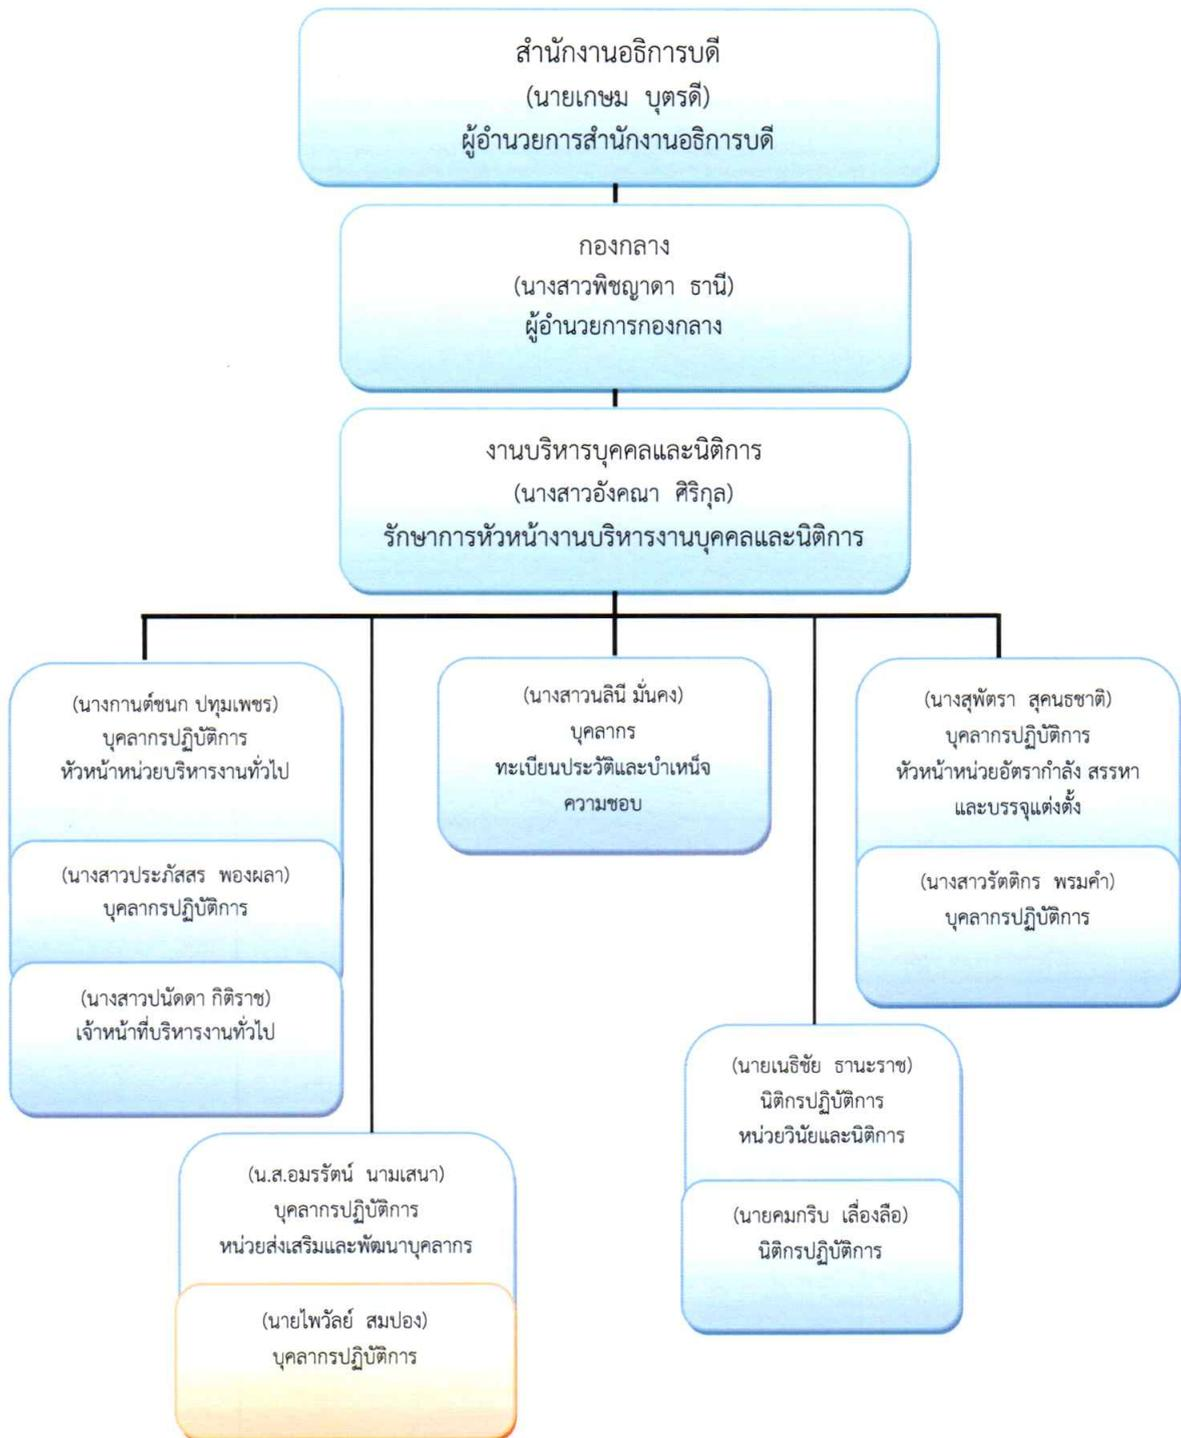 สำนักงานอธิการบดี
(นายเกษม บุตรดี)
ผู้อำนวยการสำนักงานอธิการบดี
กองกลาง
(นางสาวพิชญาดา ธานี)
ผู้อำนวยการกองกลาง
งานบริหารบุคคลและนิติการ
(นางสาวอังคณา ศิริกุล)
รักษาการหัวหน้างานบริหารงานบุคคลและนิติการ
(นางกานต์ชนก ปทุมเพชร)
บุคลากรปฏิบัติการ
หัวหน้าหน่วยบริหารงานทั่วไป
(นางสาวประภัสสร พองผลา)
บุคลากรปฏิบัติการ
(นางสาวปนัดดา กิติราช)
เจ้าหน้าที่บริหารงานทั่วไป
(น.ส.อมรรัตน์ นามเสนา)
บุคลากรปฏิบัติการ
หน่วยส่งเสริมและพัฒนาบุคลากร
(นายไพวัลย์ สมปอง)
บุคลากรปฏิบัติการ
(นางสาวนลินี มั่นคง)
บุคลากร
ทะเบียนประวัติและบำเหน็จ
ความชอบ
(นายเนธิชัย ธานะราช)
นิติกรปฏิบัติการ
หน่วยวินัยและนิติการ
(นายคมกริบ เลื่องลือ)
นิติกรปฏิบัติการ
(นางสุพัตรา สุคนธชาติ)
บุคลากรปฏิบัติการ
หัวหน้าหน่วยอัตรากำลัง สรรหา
และบรรจุแต่งตั้ง
(นางสาวรัตติกร พรมคำ)
บุคลากรปฏิบัติการ